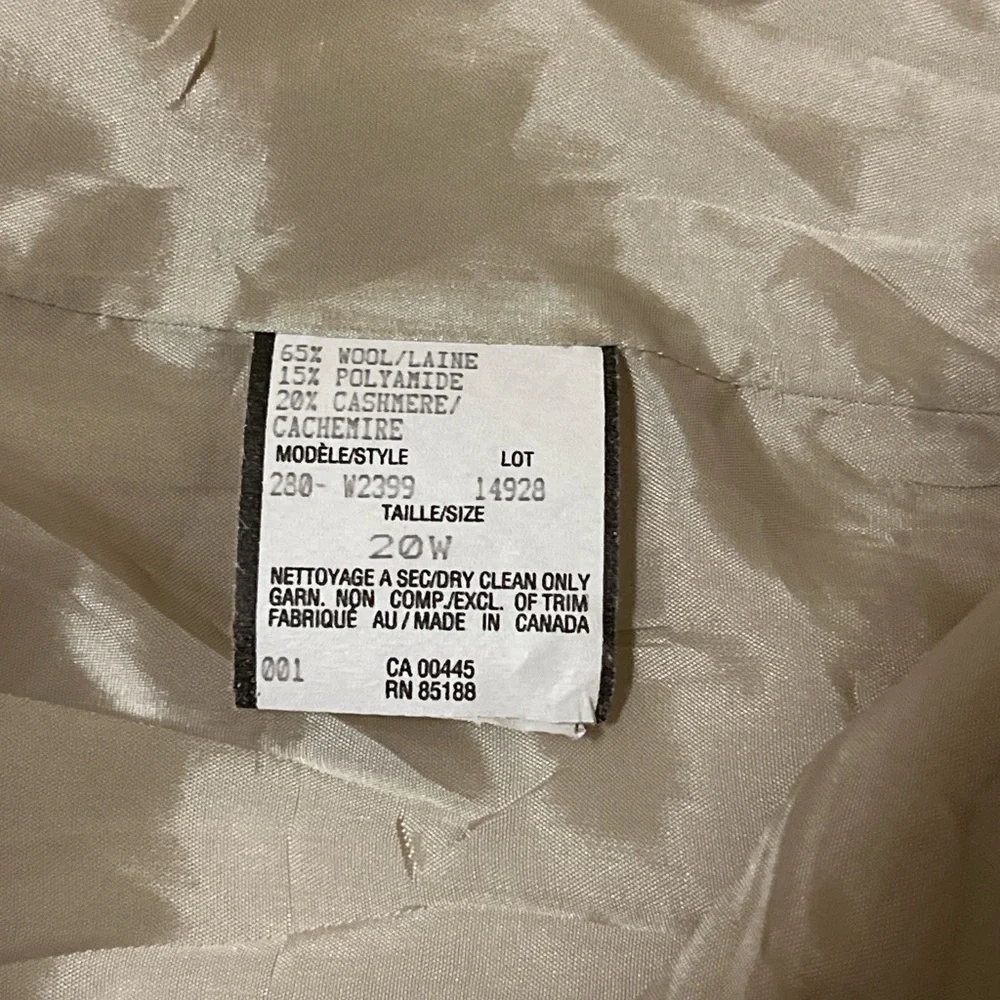 65% WOOL/LAINE
15% POLYAMIDE
20% CASHMERE/
CACHEMIRE
MODÈLE/STYLE LOT
280- W2399 14928
TAILLE/SIZE
20W
NETTOYAGE A SEC/DRY CLEAN ONLY
GARN. NON COMP./EXCL. OF TRIM
FABRIQUÉ AU / MADE IN CANADA
001 CA 00445
RN 85188